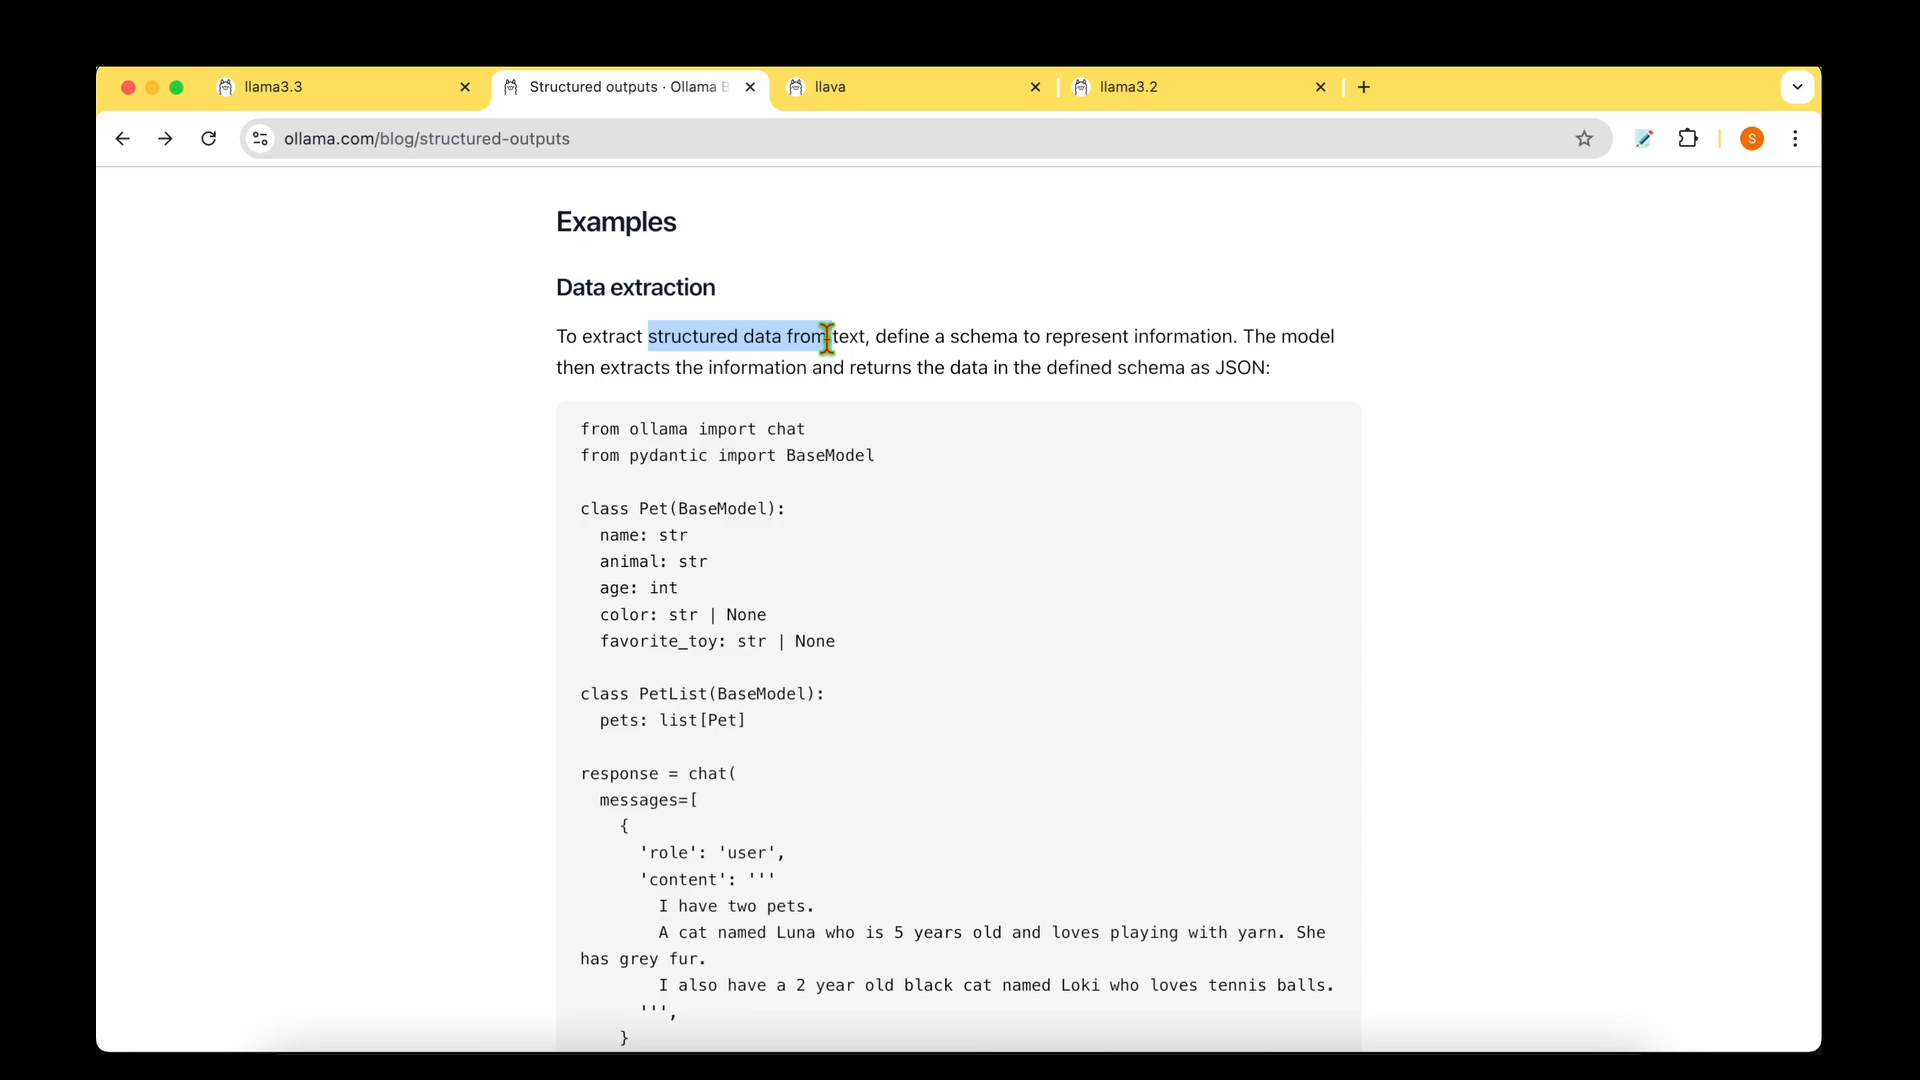 llama3.3
Structured outputs · Ollama B
llava
llama3.2
ollama.com/blog/structured-outputs
S
Examples
Data extraction
To extract structured data from text, define a schema to represent information. The model
then extracts the information and returns the data in the defined schema as JSON:
from ollama import chat
from pydantic import BaseModel
class Pet(BaseModel):
  name: str
  animal: str
  age: int
  color: str | None
  favorite_toy: str | None
class PetList(BaseModel):
  pets: list[Pet]
response = chat(
  messages=[
    {
      'role': 'user',
      'content': '''
        I have two pets.
        A cat named Luna who is 5 years old and loves playing with yarn. She
has grey fur.
        I also have a 2 year old black cat named Loki who loves tennis balls.
      ''',
    }